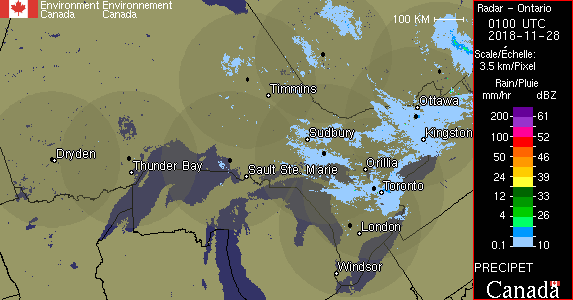 Environment Environnement
Canada Canada
100 KM
Timmins
Ottawa
Sudbury
Kingston
Dryden
Thunder Bay
Sault Ste. Marie
Orillia
Toronto
London
Windsor
Radar - Ontario
0100 UTC
2018-11-28
Scale/Échelle:
3.5 km/Pixel
Rain/Pluie
mm/hr dBZ
200 61
100 52
50 46
24 39
12 33
4 26
0.1 10
PRECIPET
Canada